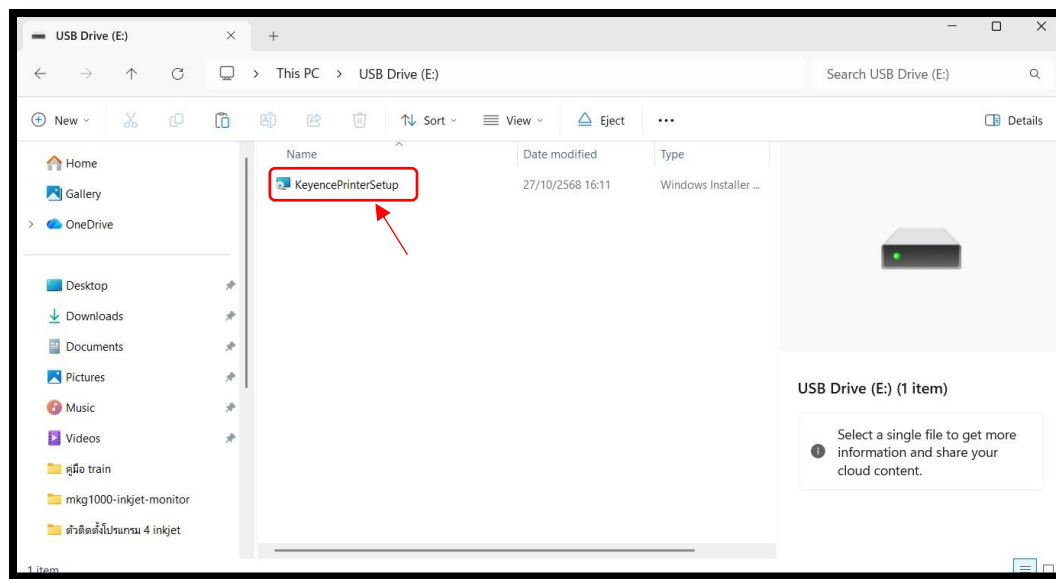 USB Drive (E:)
This PC > USB Drive (E:)
Search USB Drive (E:)
New
Sort
View
Eject
Details
Home
Gallery
OneDrive
Desktop
Downloads
Documents
Pictures
Music
Videos
คู่มือ train
mkg1000-inkjet-monitor
ตัวติดตั้งโปรแกรม 4 inkjet
Name Date modified Type
KeyencePrinterSetup 27/10/2568 16:11 Windows Installer ...
USB Drive (E:) (1 item)
Select a single file to get more
information and share your
cloud content.
1 item